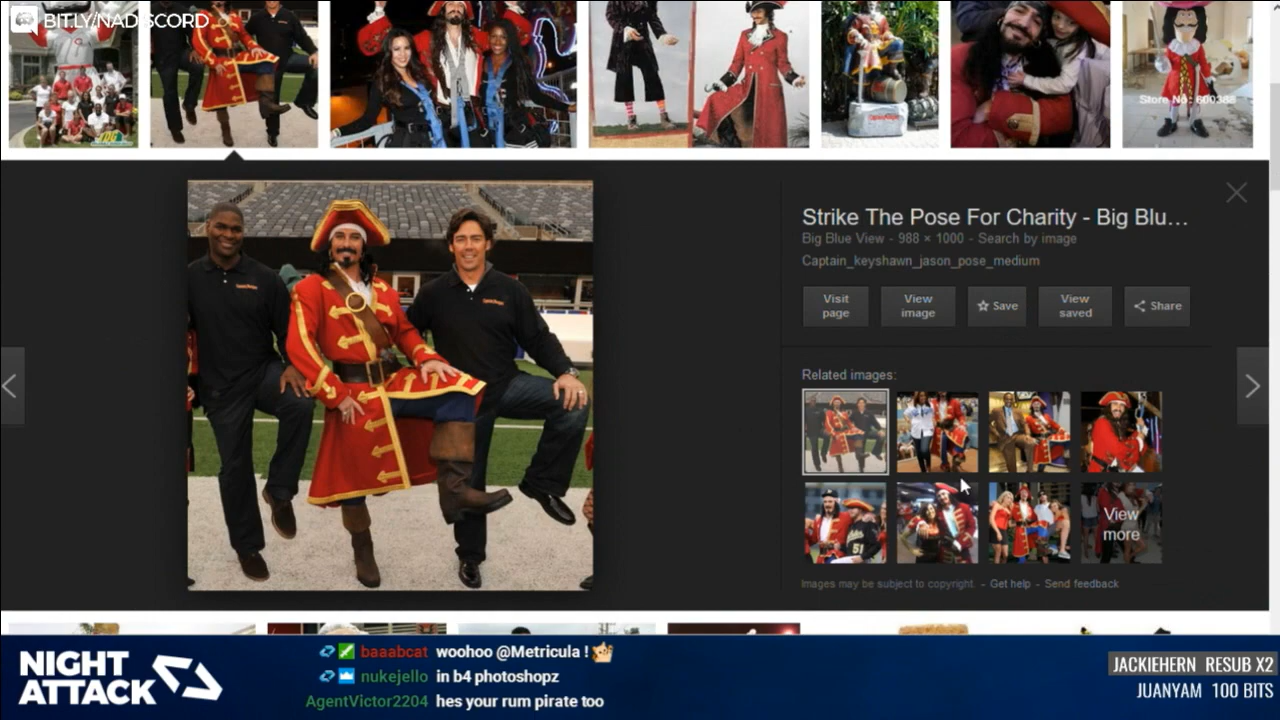 BIT.LY/NADISCORD
Store No: 600388
Strike The Pose For Charity - Big Blu...
Big Blue View - 988 × 1000 - Search by image
Captain_keyshawn_jason_pose_medium
Visit page
View image
Save
View saved
Share
Related images:
51
View more
Images may be subject to copyright. - Get help - Send feedback
NIGHT ATTACK
baaabcat woohoo @Metricula !
nukejello in b4 photoshopz
AgentVictor2204 hes your rum pirate too
JACKIEHERN RESUB X2
JUANYAM 100 BITS